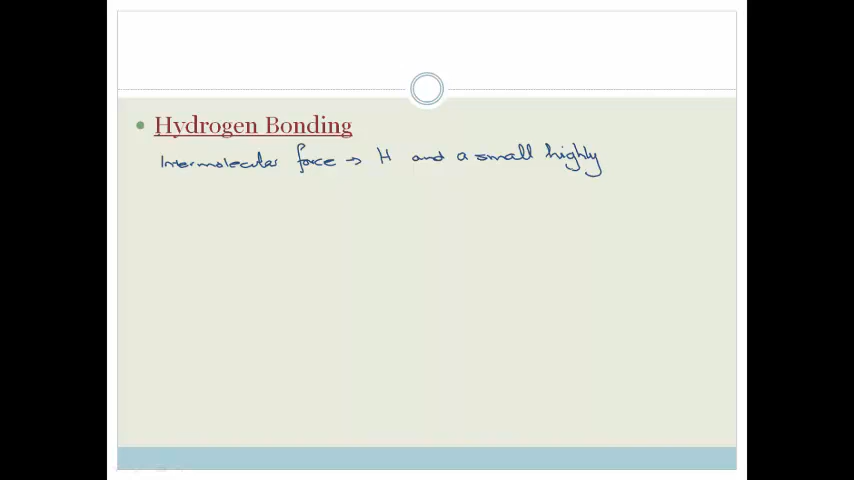 Hydrogen Bonding
Intermolecular force → H and a small highly